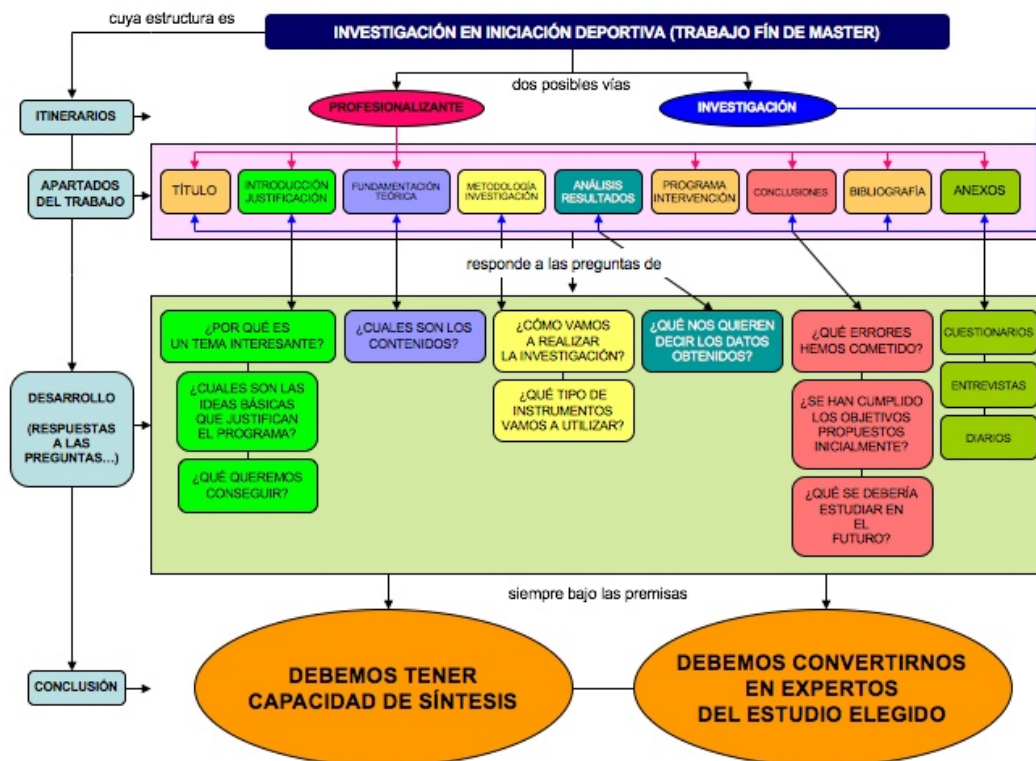 cuya estructura es
INVESTIGACIÓN EN INICIACIÓN DEPORTIVA (TRABAJO FÍN DE MASTER)
dos posibles vías
ITINERARIOS
PROFESIONALIZANTE
INVESTIGACIÓN
APARTADOS
DEL TRABAJO
TÍTULO
INTRODUCCIÓN
JUSTIFICACIÓN
FUNDAMENTACIÓN
TEÓRICA
METODOLOGÍA
INVESTIGACIÓN
ANÁLISIS
RESULTADOS
PROGRAMA
INTERVENCIÓN
CONCLUSIONES
BIBLIOGRAFÍA
ANEXOS
responde a las preguntas de
DESARROLLO
(RESPUESTAS
A LAS
PREGUNTAS...)
¿POR QUÉ ES
UN TEMA INTERESANTE?
¿CUALES SON LAS
IDEAS BÁSICAS
QUE JUSTIFICAN
EL PROGRAMA?
¿QUÉ QUEREMOS
CONSEGUIR?
¿CUALES SON LOS
CONTENIDOS?
¿CÓMO VAMOS
A REALIZAR
LA INVESTIGACIÓN?
¿QUÉ TIPO DE
INSTRUMENTOS
VAMOS A UTILIZAR?
¿QUÉ NOS QUIEREN
DECIR LOS DATOS
OBTENIDOS?
¿QUÉ ERRORES
HEMOS COMETIDO?
¿SE HAN CUMPLIDO
LOS OBJETIVOS
PROPUESTOS
INICIALMENTE?
¿QUÉ SE DEBERÍA
ESTUDIAR EN
EL
FUTURO?
CUESTIONARIOS
ENTREVISTAS
DIARIOS
siempre bajo las premisas
CONCLUSIÓN
DEBEMOS TENER
CAPACIDAD DE SÍNTESIS
DEBEMOS CONVERTIRNOS
EN EXPERTOS
DEL ESTUDIO ELEGIDO